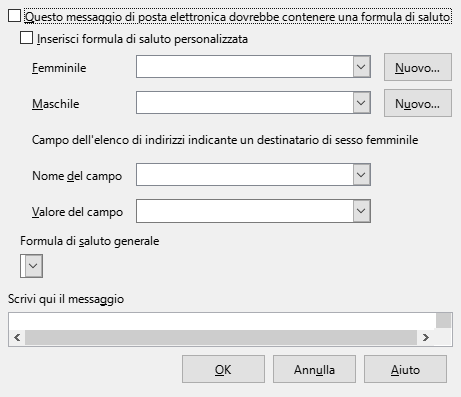 Questo messaggio di posta elettronica dovrebbe contenere una formula di saluto
Inserisci formula di saluto personalizzata
Femminile Nuovo...
Maschile Nuovo...
Campo dell'elenco di indirizzi indicante un destinatario di sesso femminile
Nome del campo
Valore del campo
Formula di saluto generale
Scrivi qui il messaggio
OK Annulla Aiuto